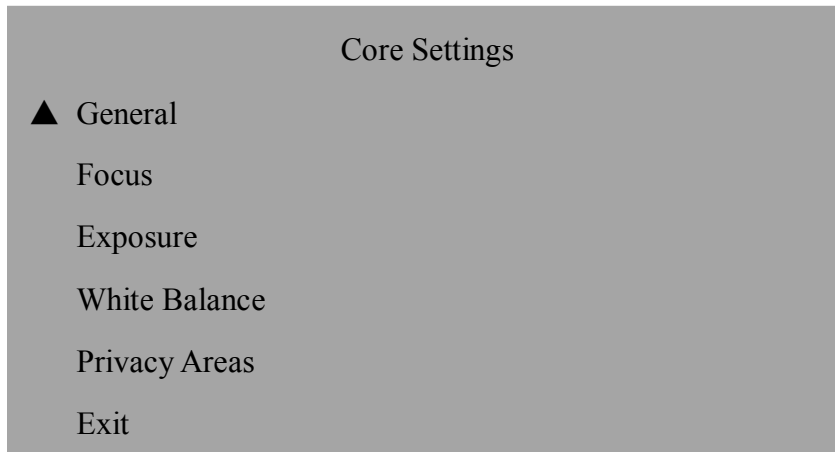 Core Settings
▲ General
Focus
Exposure
White Balance
Privacy Areas
Exit